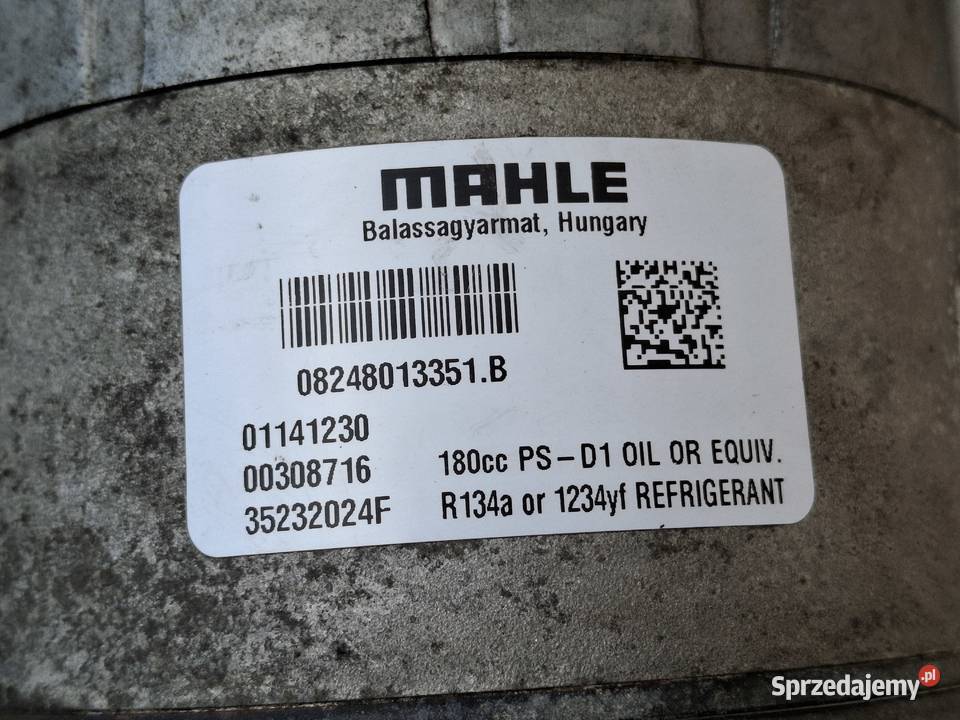 MAHLE
Balassagyarmat, Hungary
08248013351.B
01141230
00308716
35232024F
180cc PS-D1 OIL OR EQUIV.
R134a or 1234yf REFRIGERANT
Sprzedajemy.pl